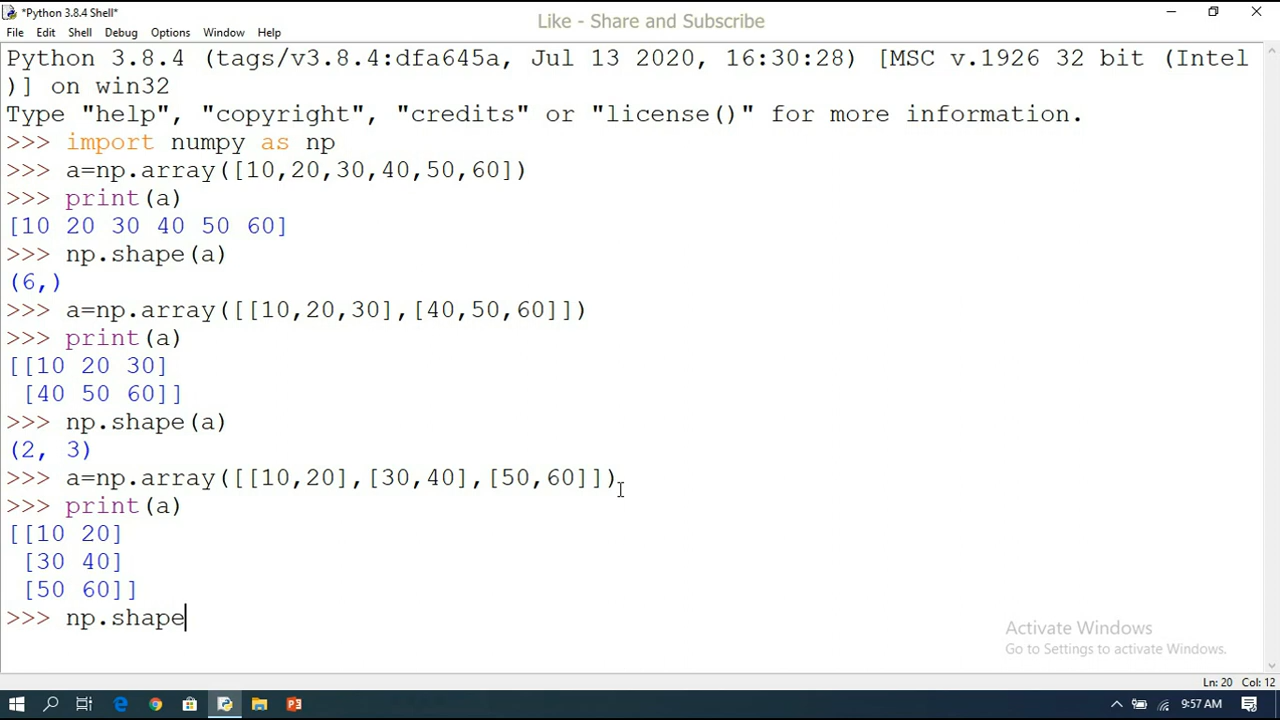 *Python 3.8.4 Shell*
Like - Share and Subscribe
File Edit Shell Debug Options Window Help
Python 3.8.4 (tags/v3.8.4:dfa645a, Jul 13 2020, 16:30:28) [MSC v.1926 32 bit (Intel
)] on win32
Type "help", "copyright", "credits" or "license()" for more information.
>>> import numpy as np
>>> a=np.array([10,20,30,40,50,60])
>>> print(a)
[10 20 30 40 50 60]
>>> np.shape(a)
(6,)
>>> a=np.array([[10,20,30],[40,50,60]])
>>> print(a)
[[10 20 30]
 [40 50 60]]
>>> np.shape(a)
(2, 3)
>>> a=np.array([[10,20],[30,40],[50,60]])
>>> print(a)
[[10 20]
 [30 40]
 [50 60]]
>>> np.shape
Activate Windows
Go to Settings to activate Windows.
Ln: 20 Col: 12
9:57 AM